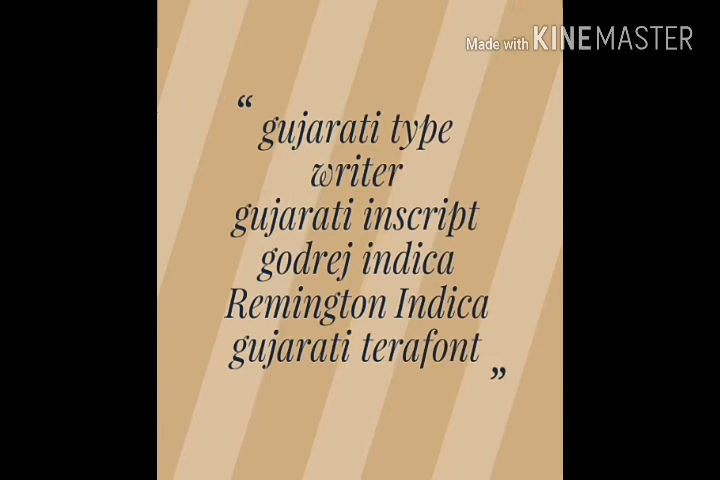 Made with KINEMASTER
“ gujarati type
writer
gujarati inscript
godrej indica
Remington Indica
gujarati terafont ”